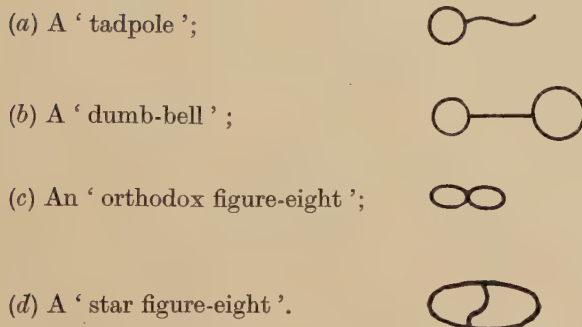 (a) A ‘ tadpole ’;
(b) A ‘ dumb-bell ’ ;
(c) An ‘ orthodox figure-eight ’;
(d) A ‘ star figure-eight ’.